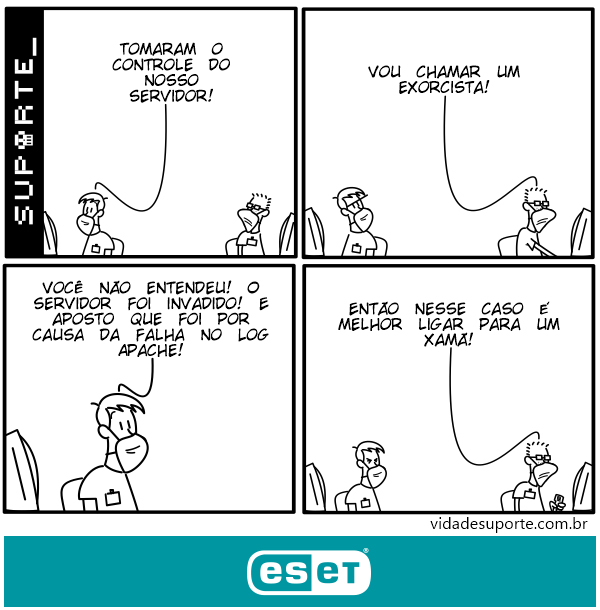 SUPORTE_
TOMARAM O
CONTROLE DO
NOSSO
SERVIDOR!
VOU CHAMAR UM
EXORCISTA!
VOCÊ NÃO ENTENDEU! O
SERVIDOR FOI INVADIDO! E
APOSTO QUE FOI POR
CAUSA DA FALHA NO LOG
APACHE!
ENTÃO NESSE CASO É
MELHOR LIGAR PARA UM
XAMÃ!
vidadesuporte.com.br
eseT®